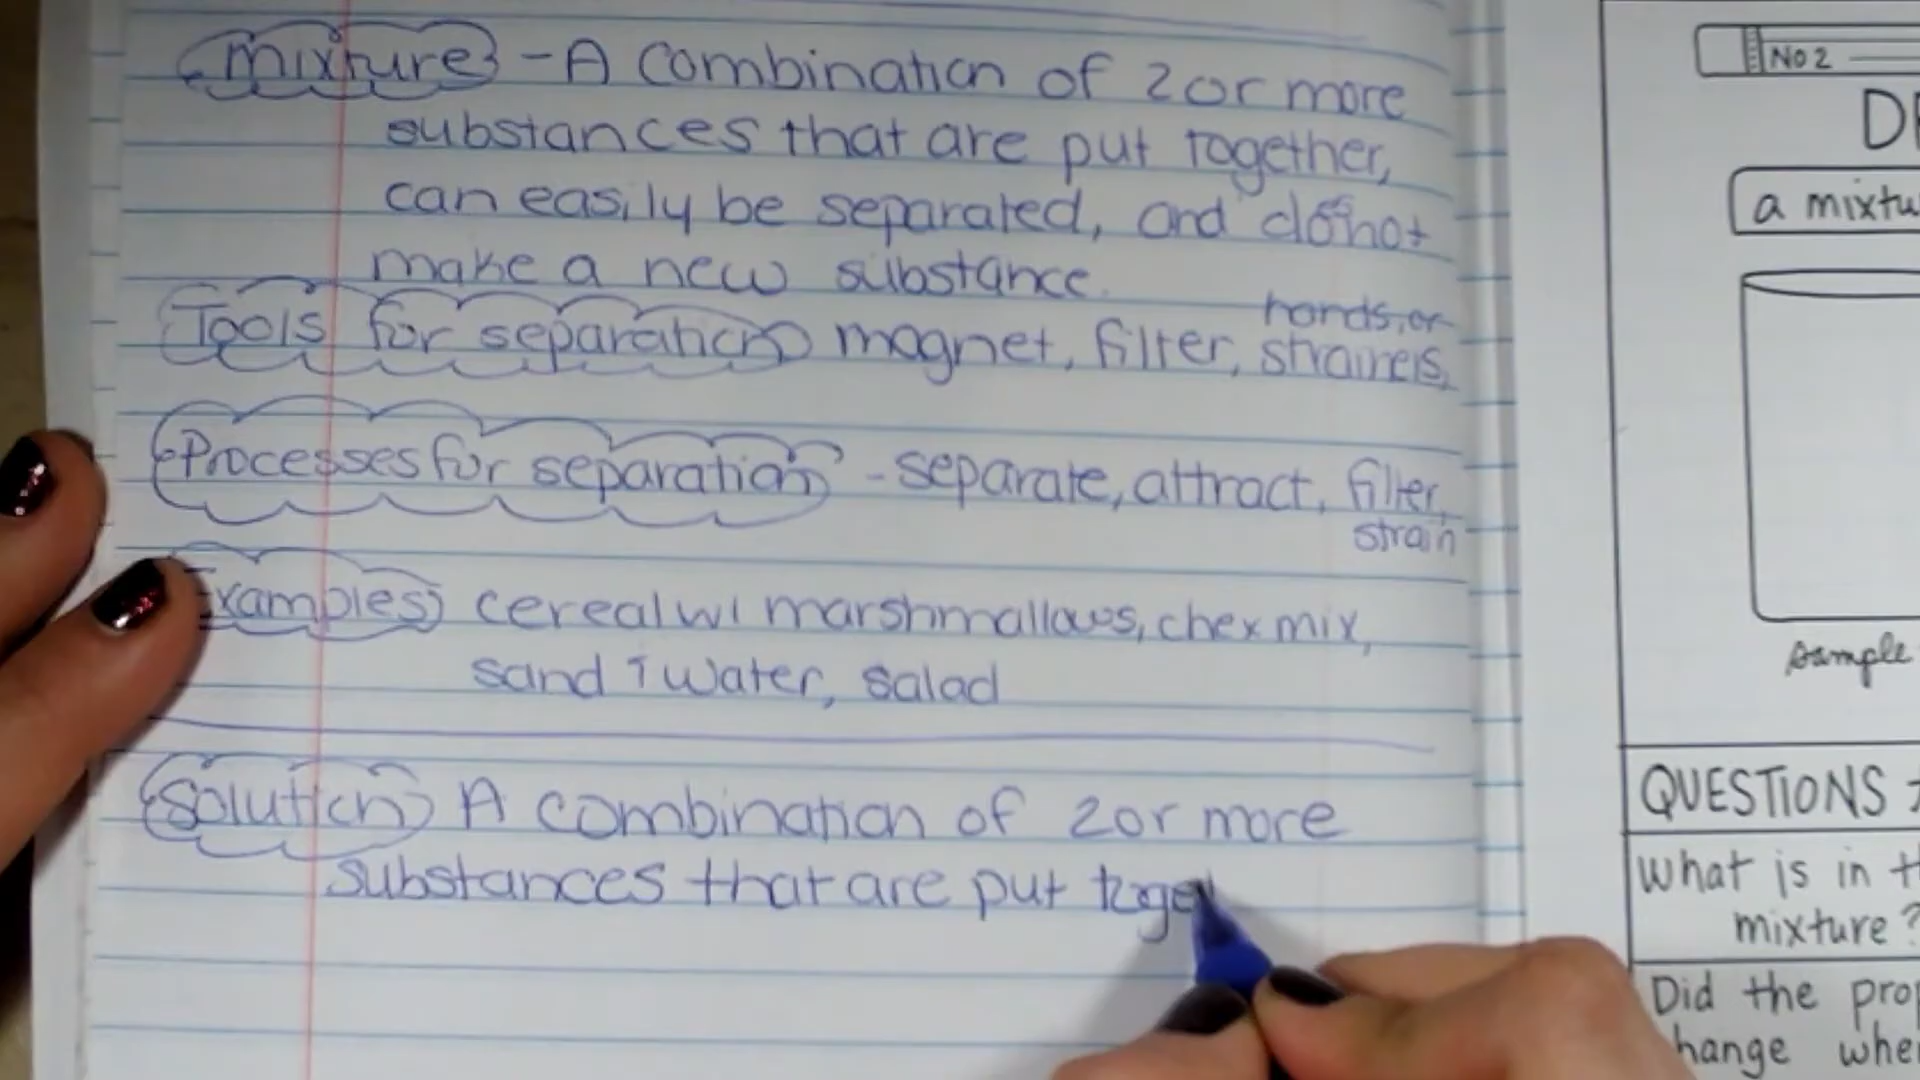 mixture - A combination of 2 or more
substances that are put together,
can easily be separated, and do not
make a new substance.
Tools for separation magnet, filter, strainers,
hands, or
Processes for separation - separate, attract, filter,
strain
Examples cereal w/ marshmallows, chex mix,
sand + water, salad
Solution A combination of 2 or more
substances that are put toge
No 2
a mixtu
sample
QUESTIONS
What is in th
mixture?
Did the prop
hange when